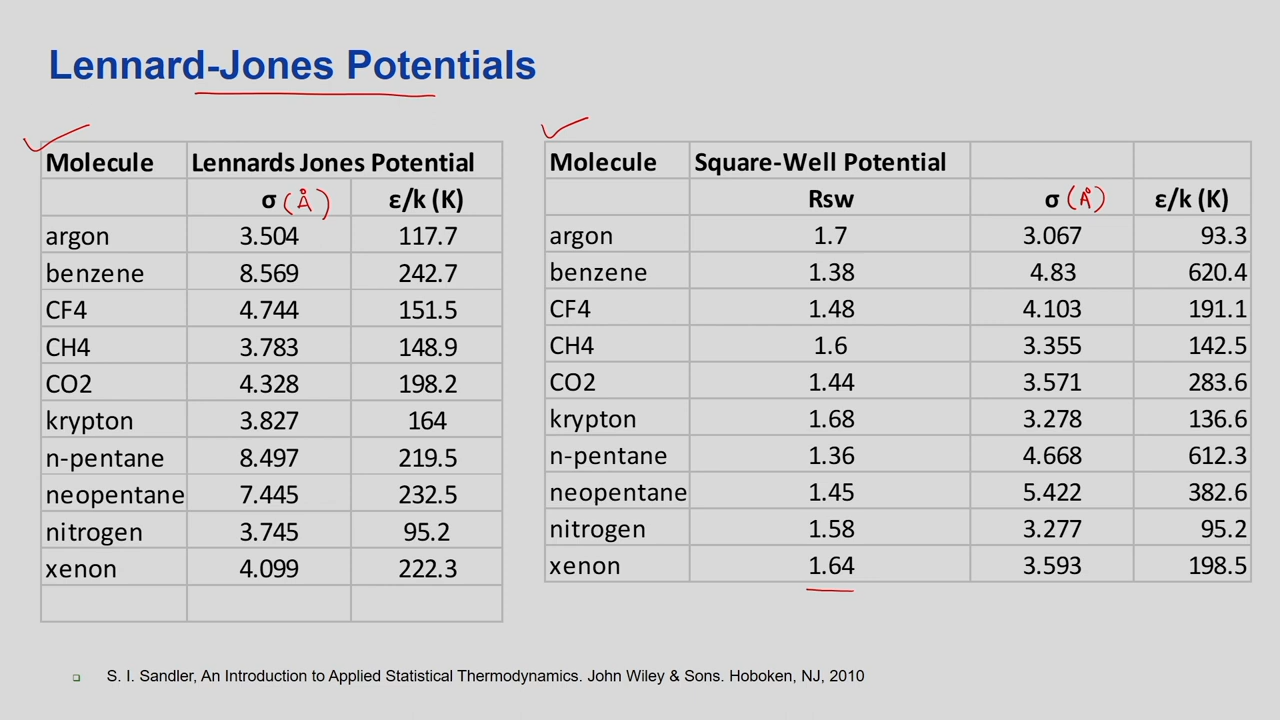 Lennard-Jones Potentials
Molecule Lennards Jones Potential
σ (Å) ε/k (K)
argon 3.504 117.7
benzene 8.569 242.7
CF4 4.744 151.5
CH4 3.783 148.9
CO2 4.328 198.2
krypton 3.827 164
n-pentane 8.497 219.5
neopentane 7.445 232.5
nitrogen 3.745 95.2
xenon 4.099 222.3
Molecule Square-Well Potential
Rsw σ (Å) ε/k (K)
argon 1.7 3.067 93.3
benzene 1.38 4.83 620.4
CF4 1.48 4.103 191.1
CH4 1.6 3.355 142.5
CO2 1.44 3.571 283.6
krypton 1.68 3.278 136.6
n-pentane 1.36 4.668 612.3
neopentane 1.45 5.422 382.6
nitrogen 1.58 3.277 95.2
xenon 1.64 3.593 198.5
S. I. Sandler, An Introduction to Applied Statistical Thermodynamics. John Wiley & Sons. Hoboken, NJ, 2010